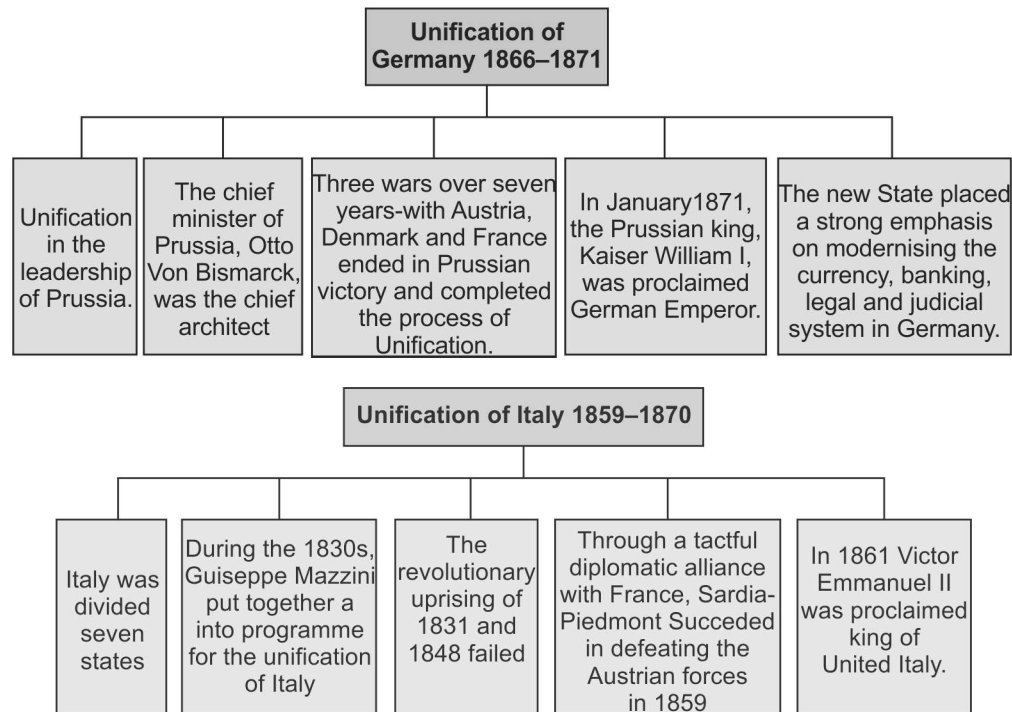 Unification of
Germany 1866–1871
Unification
in the
leadership
of Prussia.
The chief
minister of
Prussia, Otto
Von Bismarck,
was the chief
architect
Three wars over seven
years-with Austria,
Denmark and France
ended in Prussian
victory and completed
the process of
Unification.
In January1871,
the Prussian king,
Kaiser William I,
was proclaimed
German Emperor.
The new State placed
a strong emphasis
on modernising the
currency, banking,
legal and judicial
system in Germany.
Unification of Italy 1859–1870
Italy was
divided
seven
states
During the 1830s,
Guiseppe Mazzini
put together a
into programme
for the unification
of Italy
The
revolutionary
uprising of
1831 and
1848 failed
Through a tactful
diplomatic alliance
with France, Sardia-
Piedmont Succeded
in defeating the
Austrian forces
in 1859
In 1861 Victor
Emmanuel II
was proclaimed
king of
United Italy.